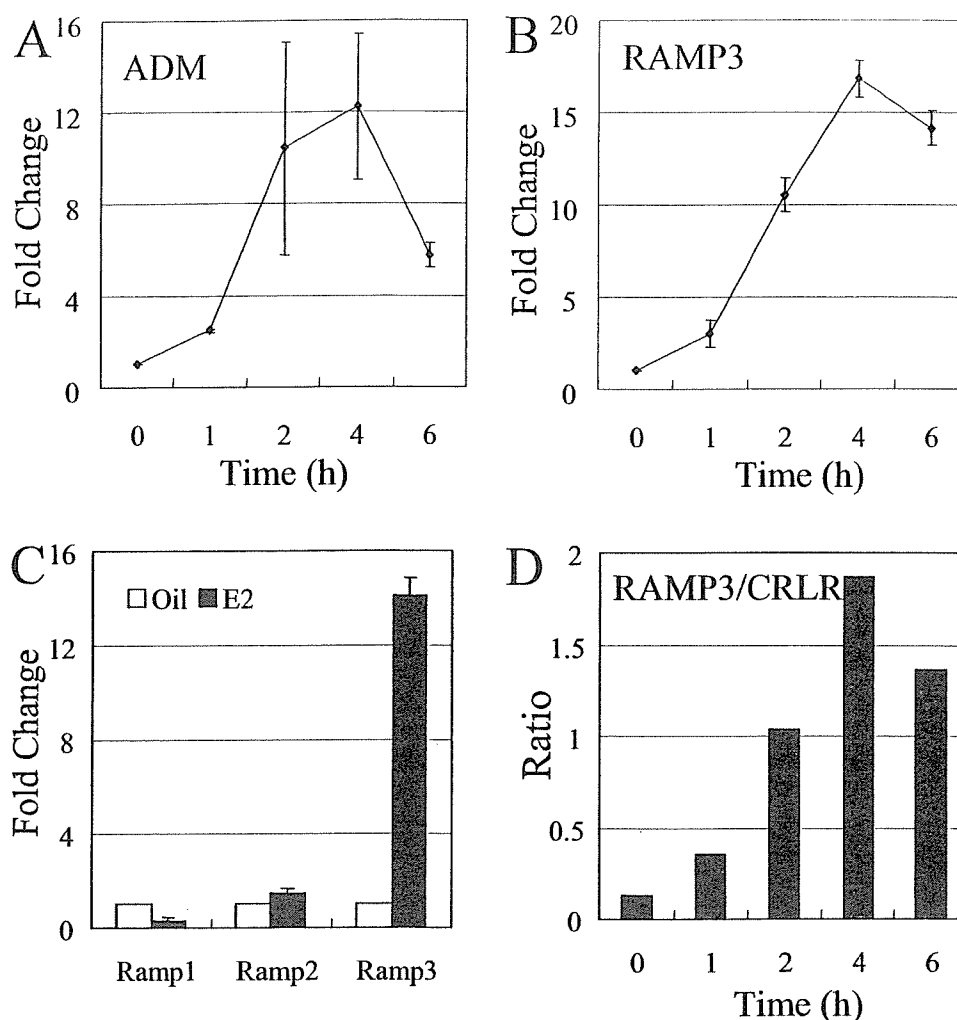 A
ADM
Fold Change
16
12
8
4
0
0 1 2 4 6
Time (h)
B
RAMP3
Fold Change
20
15
10
5
0
0 1 2 4 6
Time (h)
C
Oil E2
Fold Change
16
12
8
4
0
Ramp1 Ramp2 Ramp3
D
RAMP3/CRLR
Ratio
2
1.5
1
0.5
0
0 1 2 4 6
Time (h)